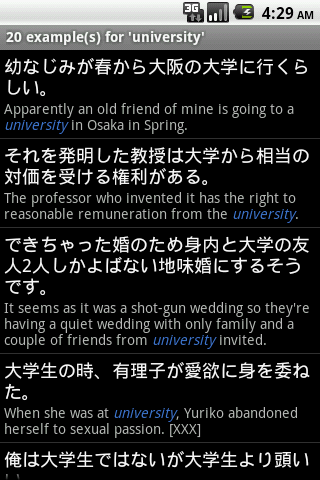 3G
4:29 AM
20 example(s) for 'university'
幼なじみが春から大阪の大学に行くら
しい。
Apparently an old friend of mine is going to a
university in Osaka in Spring.
それを発明した教授は大学から相当の
対価を受ける権利がある。
The professor who invented it has the right to
reasonable remuneration from the university.
できちゃった婚のため身内と大学の友
人2人しかよばない地味婚にするそう
です。
It seems as it was a shot-gun wedding so they're
having a quiet wedding with only family and a
couple of friends from university invited.
大学生の時、有理子が愛欲に身を委ね
た。
When she was at university, Yuriko abandoned
herself to sexual passion. [XXX]
俺は大学生ではないが大学生より頭い